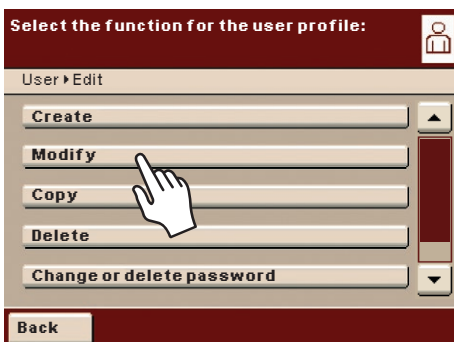 Select the function for the user profile:
User▸Edit
Create
Modify
Copy
Delete
Change or delete password
Back